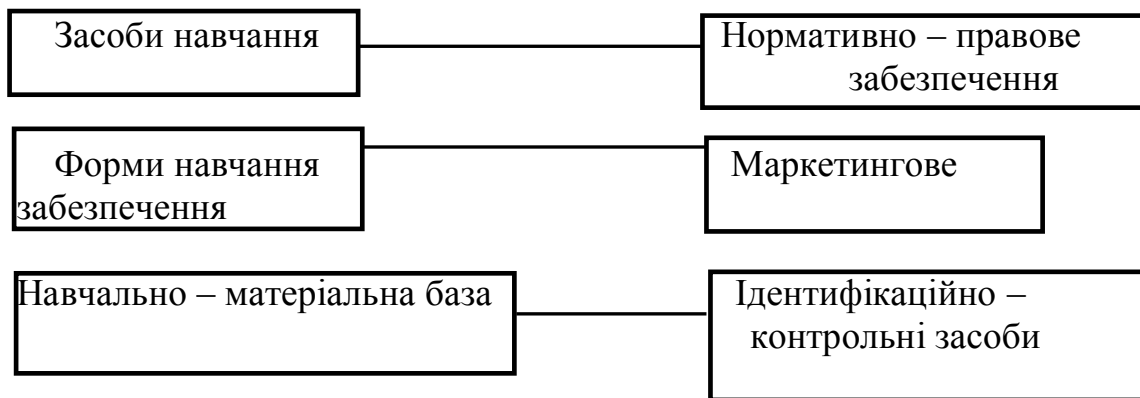 Засоби навчання
Нормативно – правове
забезпечення
Форми навчання
забезпечення
Маркетингове
Навчально – матеріальна база
Ідентифікаційно –
контрольні засоби